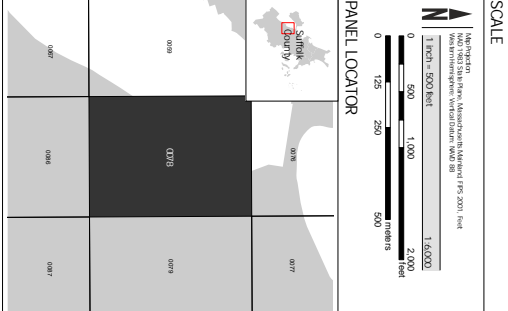 SCALE
Map Projection
NAD 1983 State Plane, Massachusetts Mainland, FIPS 2001, Feet
Western Hemisphere; Vertical Datum: NAVD 88
1 inch = 500 feet 1:6,000
N
0 500 1,000 2,000
feet
0 125 250 500
meters
PANEL LOCATOR
Suffolk
County
0076 0077
0069 0078 0079
0067 0086 0087